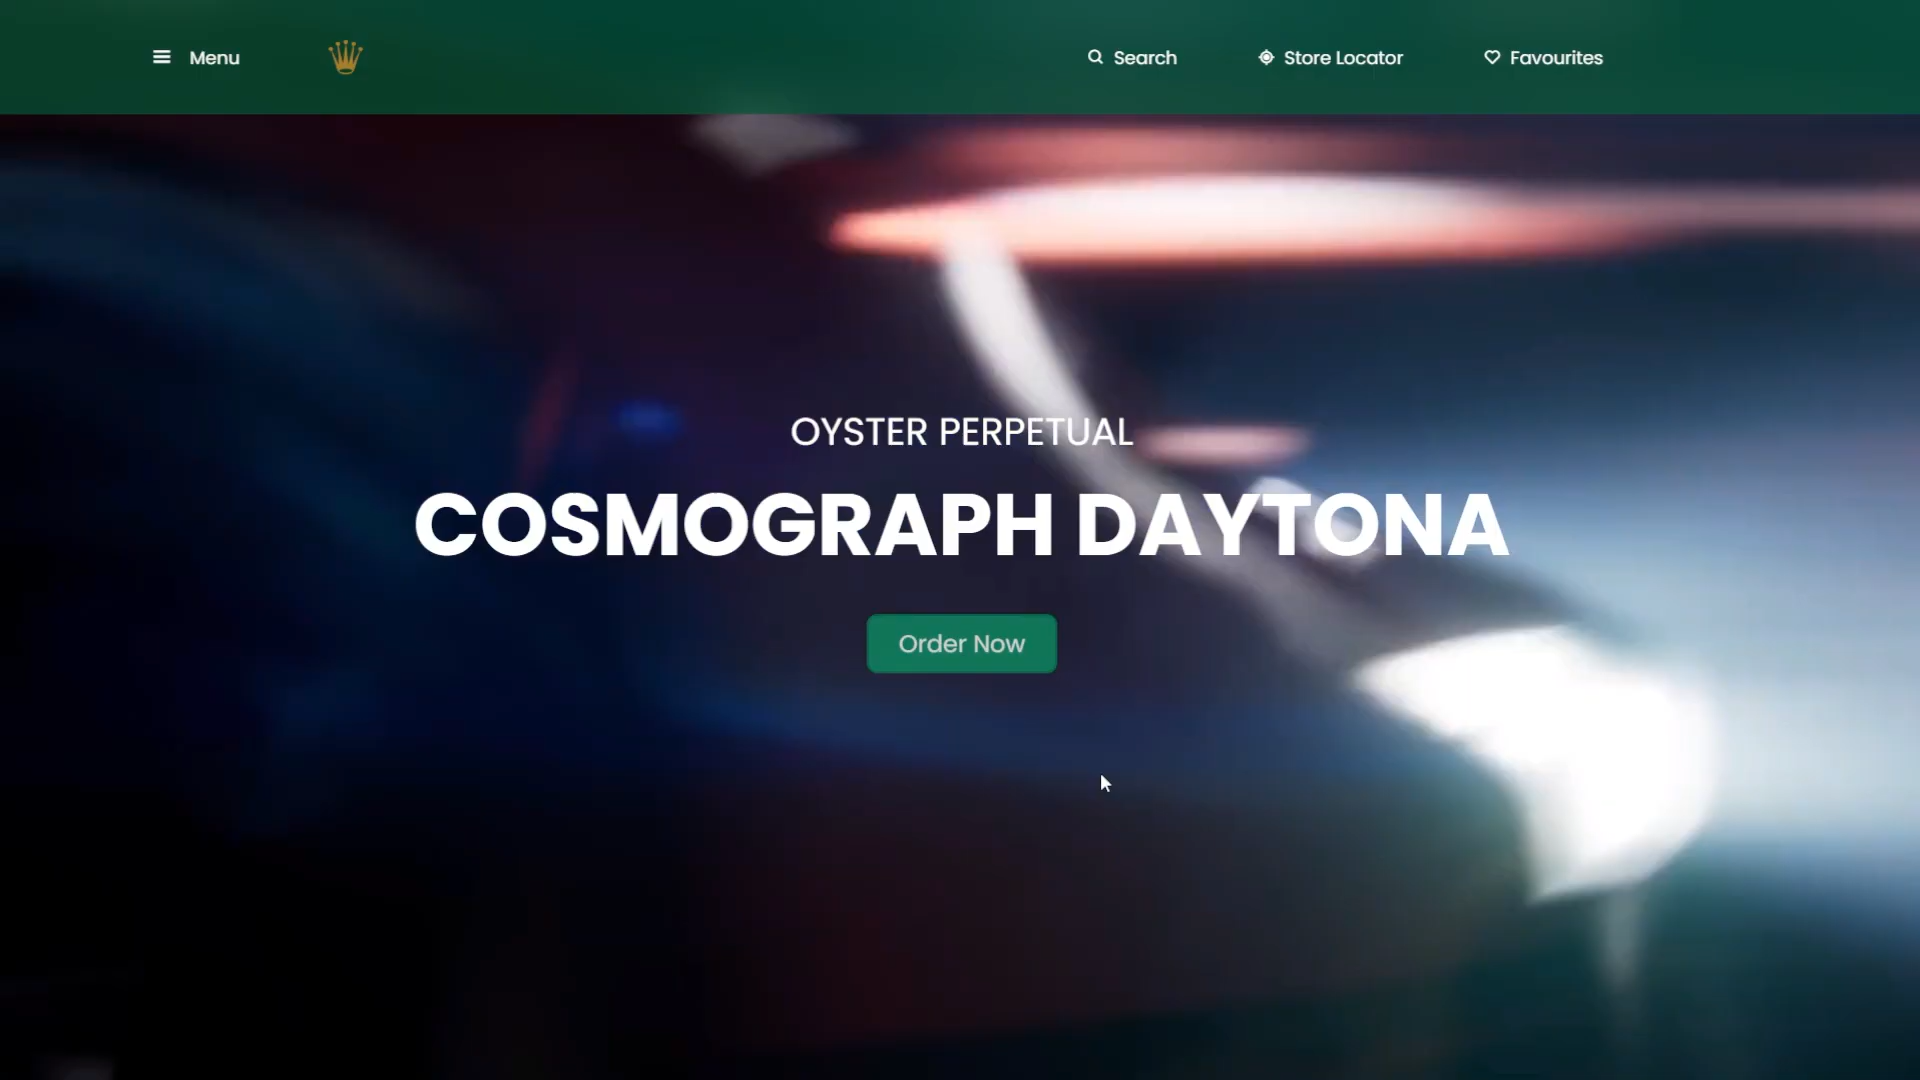 Menu
Search
Store Locator
Favourites
OYSTER PERPETUAL
COSMOGRAPH DAYTONA
Order Now